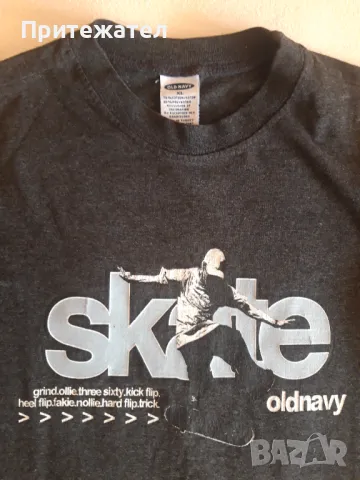 Притежател
OLD NAVY
XL
skate
grind.ollie.three sixty.kick flip.
heel flip.fakie.nollie.hard flip.trick.
oldnavy
> > > > > > >
BAZAR